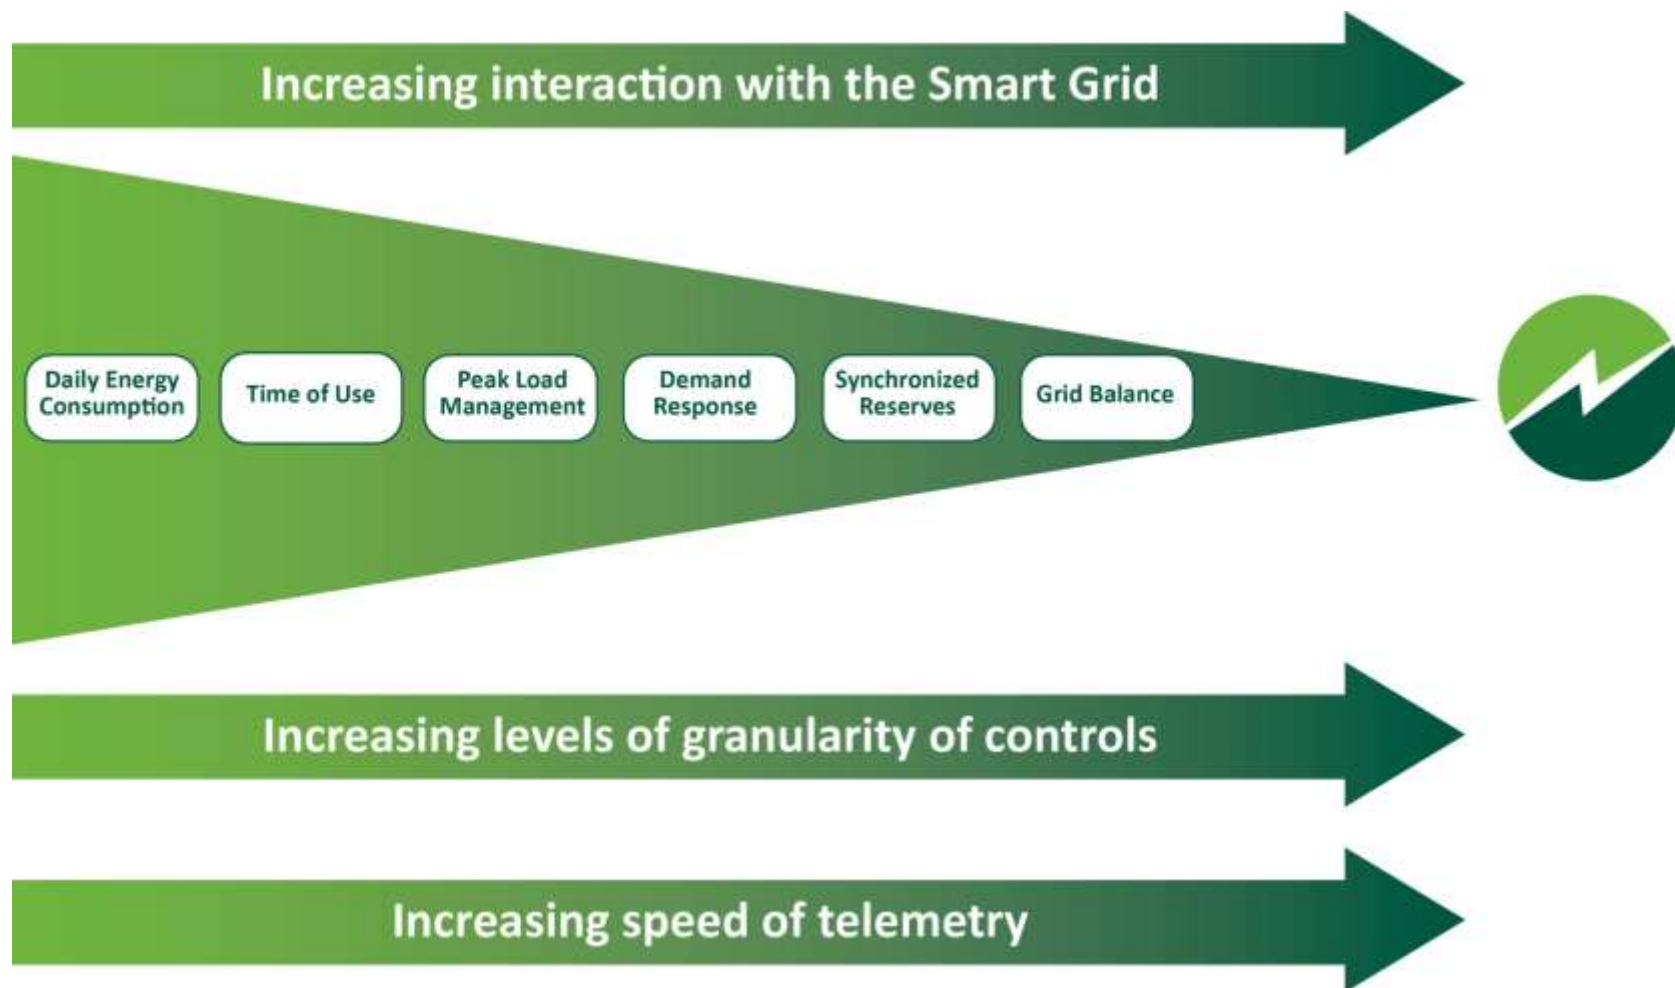 Increasing interaction with the Smart Grid
Daily Energy
Consumption
Time of Use
Peak Load
Management
Demand
Response
Synchronized
Reserves
Grid Balance
Increasing levels of granularity of controls
Increasing speed of telemetry